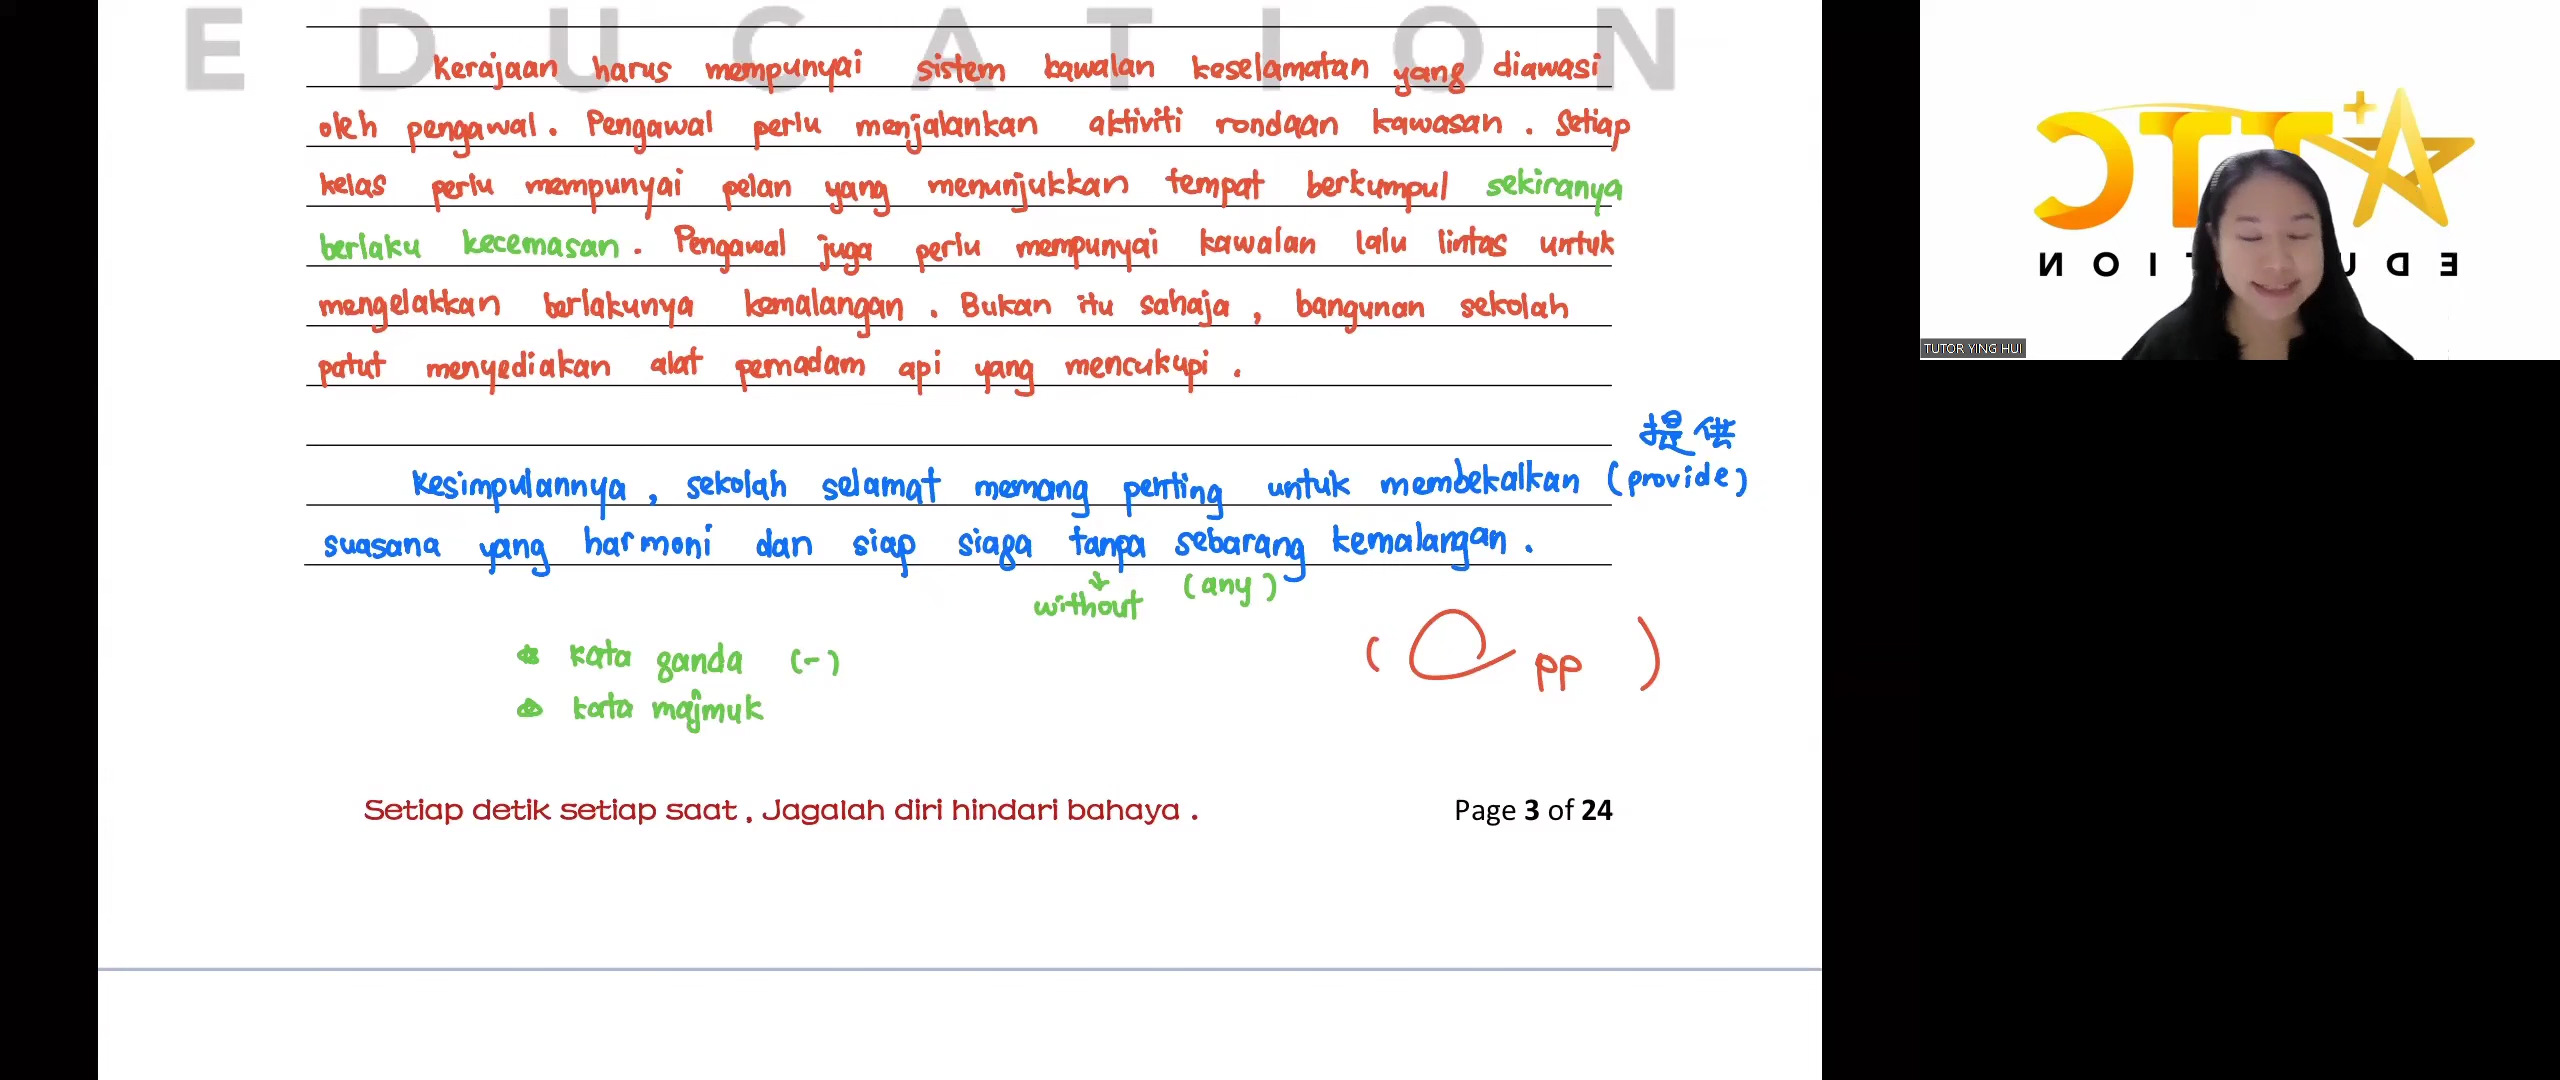 EDUCATION
Kerajaan harus mempunyai sistem kawalan keselamatan yang diawasi
oleh pengawal. Pengawal perlu menjalankan aktiviti rondaan kawasan. Setiap
kelas perlu mempunyai pelan yang menunjukkan tempat berkumpul sekiranya
berlaku kecemasan. Pengawal juga perlu mempunyai kawalan lalu lintas untuk
mengelakkan berlakunya kemalangan. Bukan itu sahaja, bangunan sekolah
patut menyediakan alat pemadam api yang mencukupi.
提供
Kesimpulannya, sekolah selamat memang penting untuk membekalkan (provide)
suasana yang harmoni dan siap siaga tanpa sebarang kemalangan.
without (any)
kata ganda (-)
kata majmuk
( pp )
Setiap detik setiap saat , Jagalah diri hindari bahaya .
Page 3 of 24
TTC
EDU TION
TUTOR YING HUI